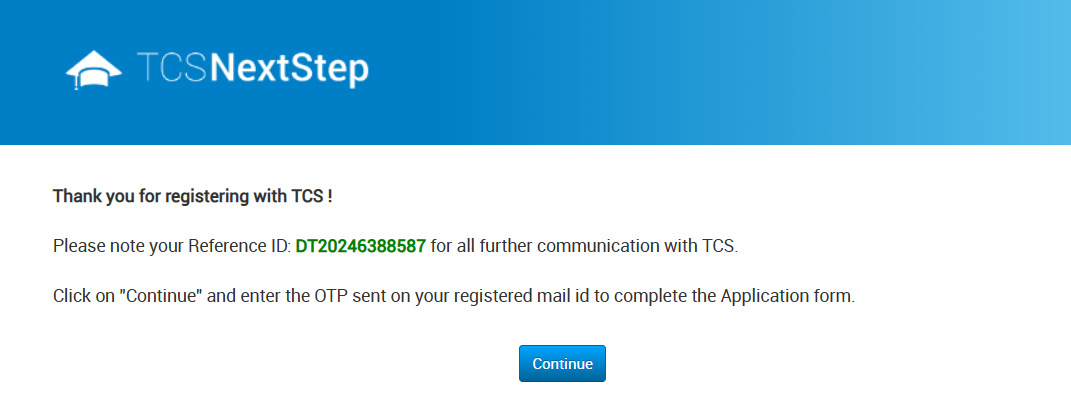 TCSNextStep
Thank you for registering with TCS !
Please note your Reference ID: DT20246388587 for all further communication with TCS.
Click on "Continue" and enter the OTP sent on your registered mail id to complete the Application form.
Continue